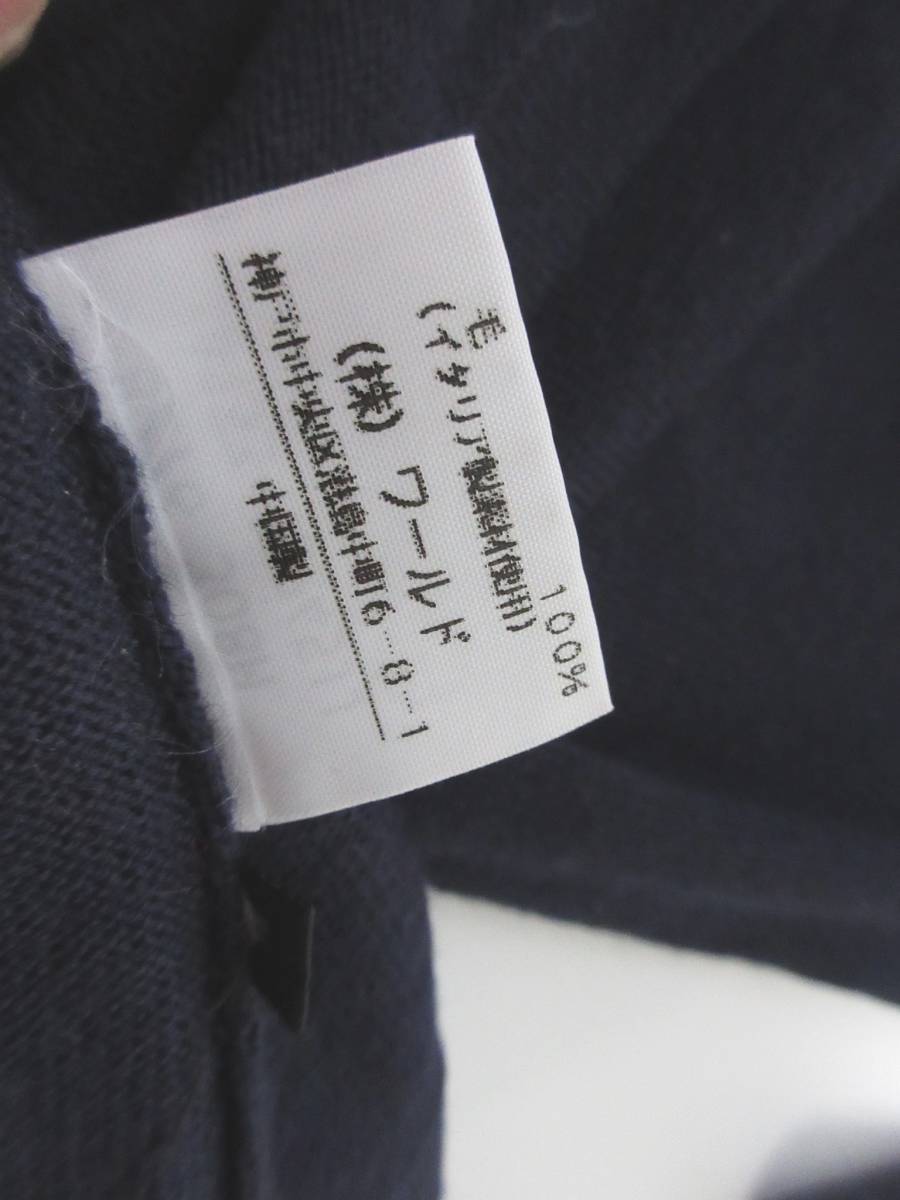 毛 100%
(イタリア製素材使用)
(株)ワールド
神戸市中央区港島中町6-8-1
中国製